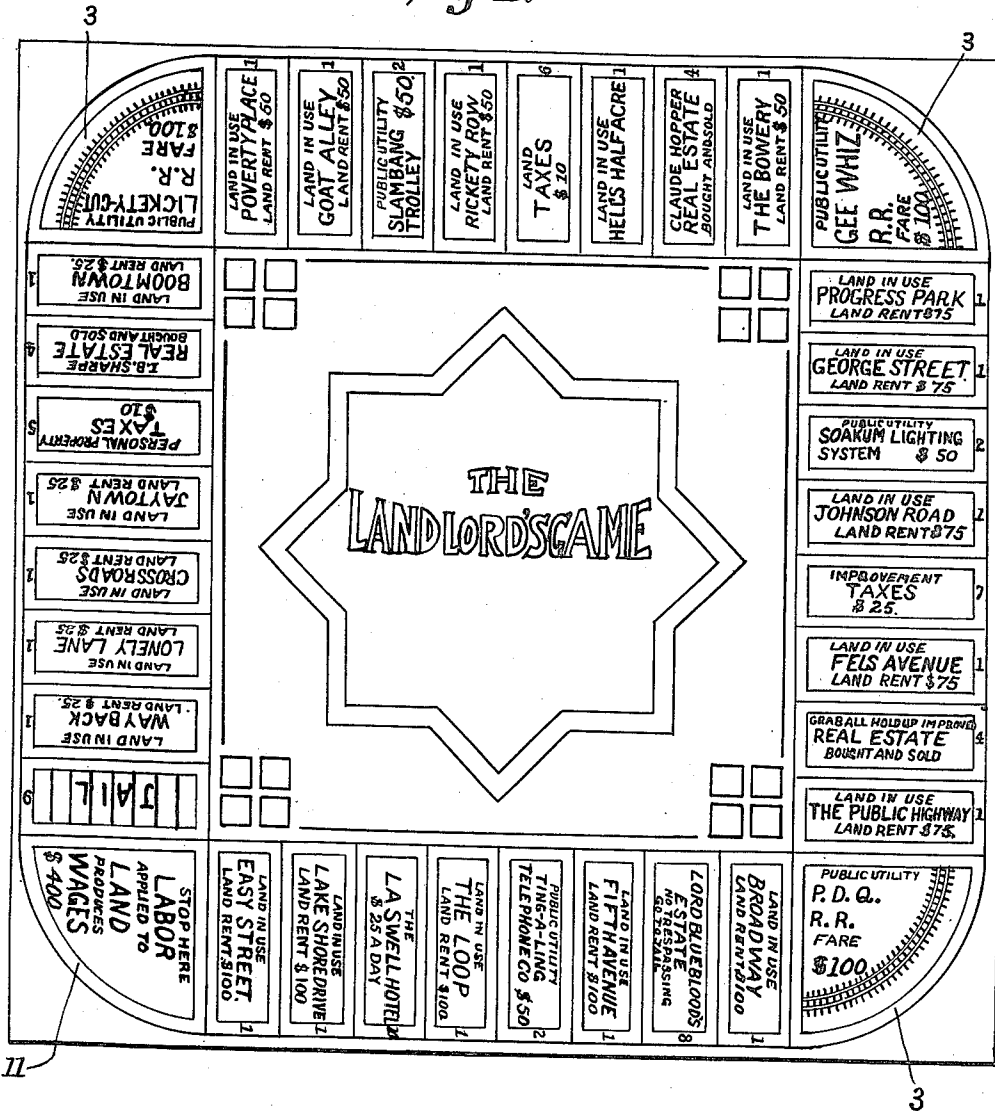 3
3
PUBLIC UTILITY
LICKETY-CUT
R.R.
FARE
$100.
1
LAND IN USE
POVERTY PLACE
LAND RENT $50
1
LAND IN USE
GOAT ALLEY
LAND RENT $50
2
PUBLIC UTILITY
SLAMBANG $50.
TROLLEY
1
LAND IN USE
RICKETY ROW
LAND RENT $50
6
LAND
TAXES
$10
1
LAND IN USE
HELL'S HALF ACRE
4
CLAUDE HOPPER
REAL ESTATE
BOUGHT AND SOLD
1
LAND IN USE
THE BOWERY
LAND RENT $50
PUBLIC UTILITY
GEE WHIZ
R.R.
FARE
$100
LAND IN USE
PROGRESS PARK
LAND RENT $75
1
LAND IN USE
GEORGE STREET.
LAND RENT $75
1
PUBLIC UTILITY
SOAKUM LIGHTING
SYSTEM $50
2
LAND IN USE
JOHNSON ROAD
LAND RENT $75
1
IMPROVEMENT
TAXES
$25.
7
LAND IN USE
FELS AVENUE
LAND RENT $75
1
GRABALL HOLDUP IMPROVED
REAL ESTATE
BOUGHT AND SOLD
4
LAND IN USE
THE PUBLIC HIGHWAY
LAND RENT $75.
1
PUBLIC UTILITY
P.D.Q.
R.R.
FARE
$100
LAND IN USE
BROADWAY
LAND RENT $100
1
LORD BLUEBLOOD'S
ESTATE
NO TRESPASSING
GO TO JAIL
8
LAND IN USE
FIFTH AVENUE
LAND RENT $100
1
PUBLIC UTILITY
TING-A-LING
TELEPHONE CO $50
2
LAND IN USE
THE LOOP
LAND RENT $100
1
THE
LASWELL HOTEL
$25 A DAY
LAND IN USE
LAKE SHORE DRIVE
LAND RENT $100
1
LAND IN USE
EASY STREET
LAND RENT $100
1
STOP HERE
LABOR
APPLIED TO
LAND
PRODUCES
WAGES
$400
JAIL
9
LAND IN USE
WAYBACK
LAND RENT $25.
1
LAND IN USE
LONELY LANE
LAND RENT $25
1
LAND IN USE
CROSSROADS
LAND RENT $25
1
LAND IN USE
JAYTOWN
LAND RENT $25
1
PERSONAL PROPERTY
TAXES
$10
5
I.B. SHARPE
REAL ESTATE
BOUGHT AND SOLD
4
LAND IN USE
BOOMTOWN
LAND RENT $25.
1
THE
LANDLORD'S GAME
11
3